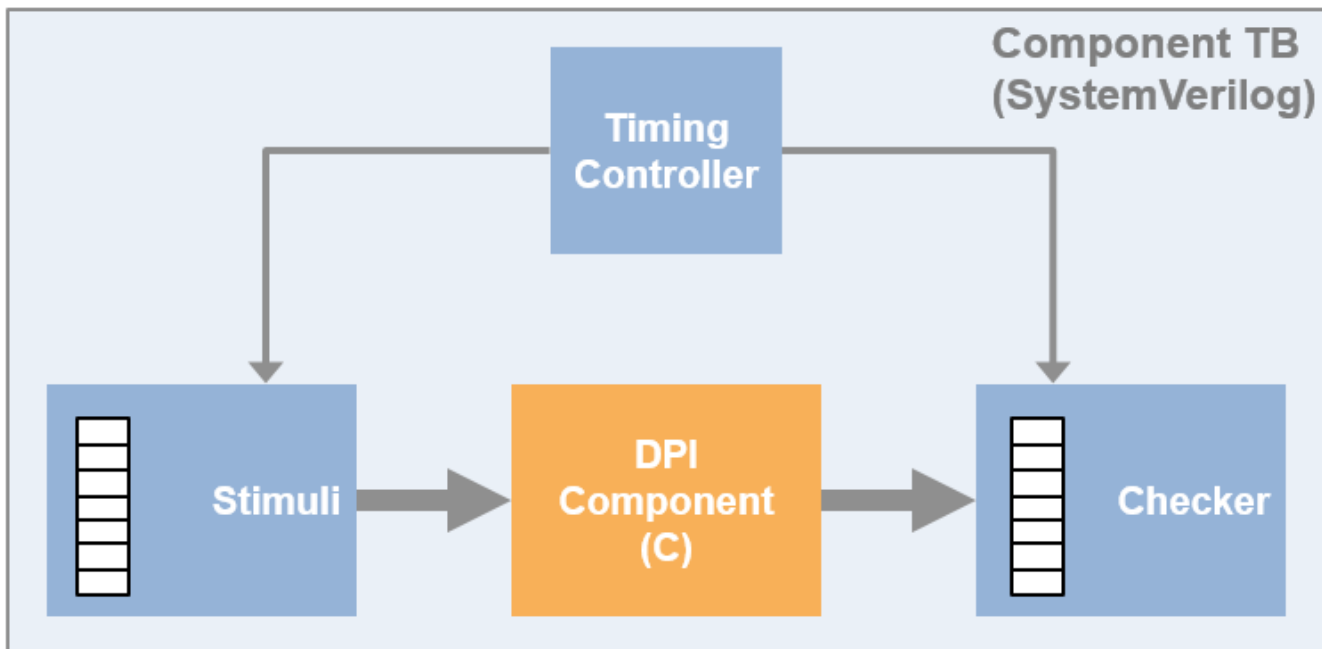 Component TB
(SystemVerilog)
Timing
Controller
Stimuli
DPI
Component
(C)
Checker